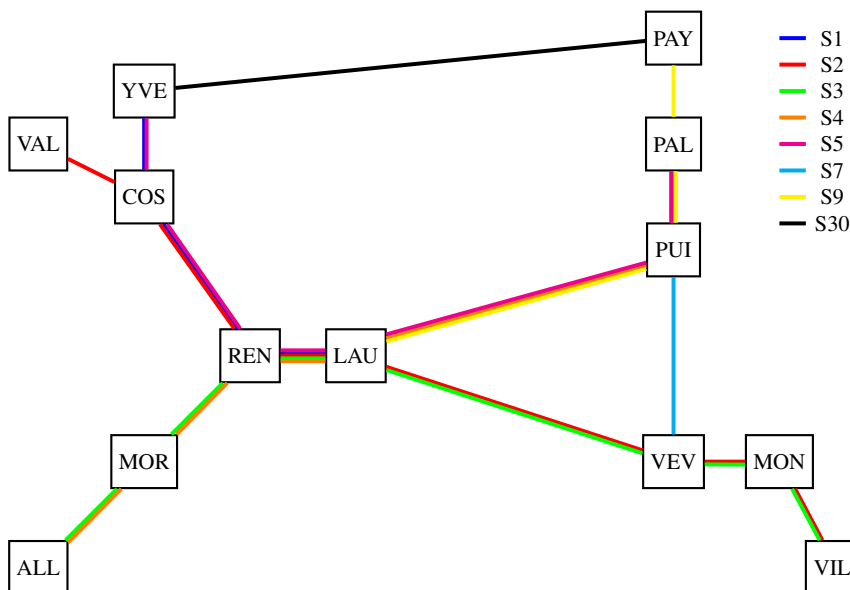 PAY
S1
YVE
S2
S3
VAL
PAL
S4
S5
COS
S7
S9
S30
PUI
REN
LAU
MOR
VEV
MON
ALL
VIL